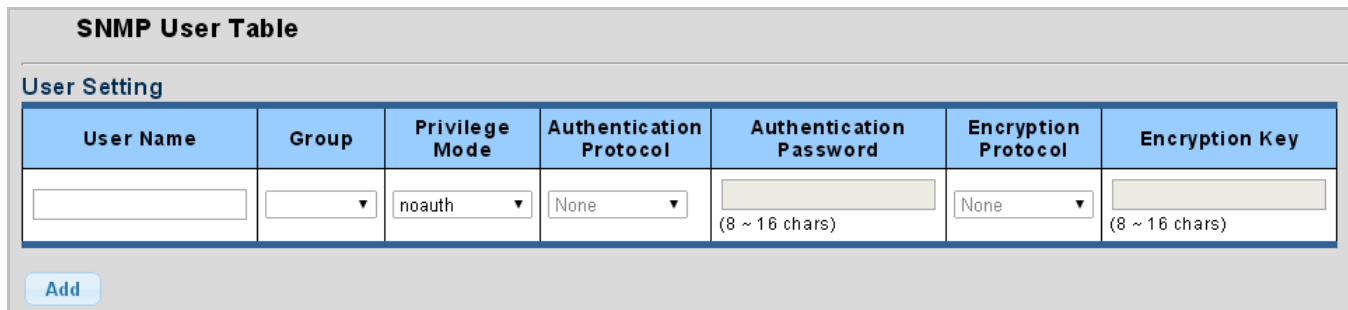 SNMP User Table
User Setting
User Name
Group
Privilege
Mode
Authentication
Protocol
Authentication
Password
Encryption
Protocol
Encryption Key
noauth
None
(8 ~ 16 chars)
None
(8 ~ 16 chars)
Add